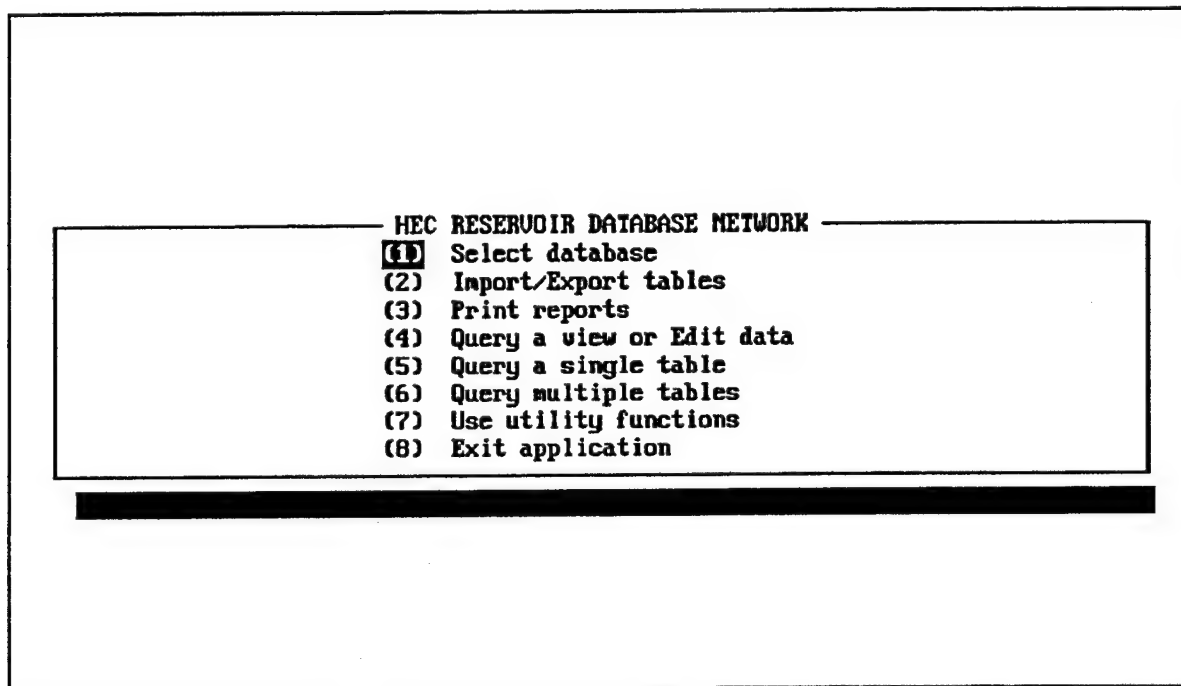 HEC RESERVOIR DATABASE NETWORK
(1) Select database
(2) Import/Export tables
(3) Print reports
(4) Query a view or Edit data
(5) Query a single table
(6) Query multiple tables
(7) Use utility functions
(8) Exit application